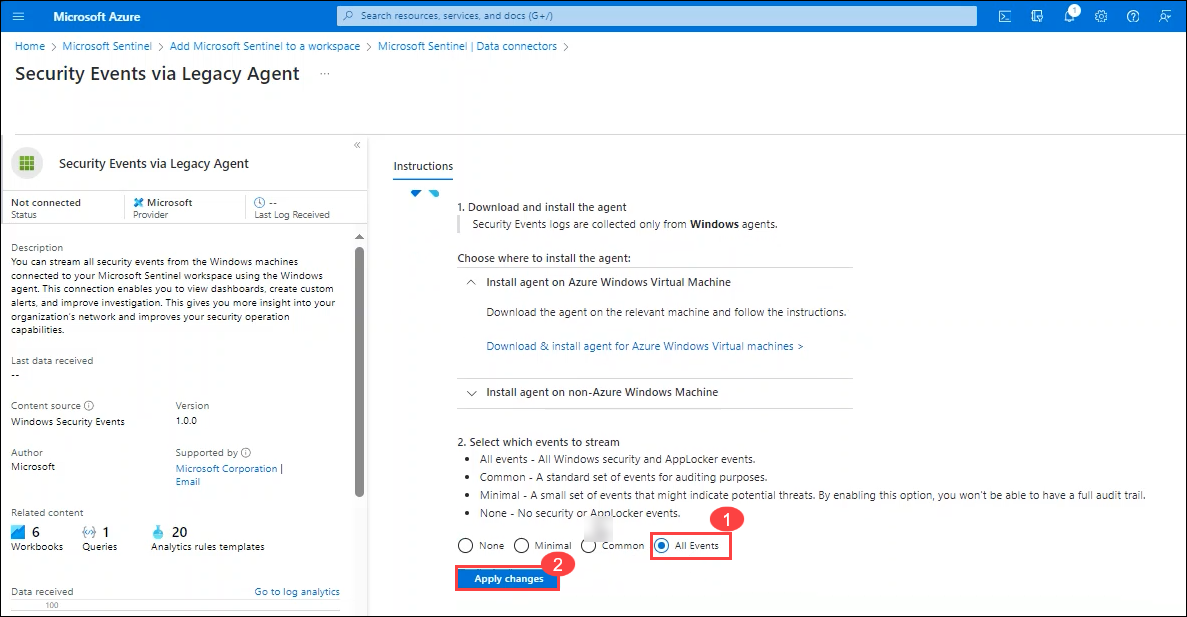 Microsoft Azure
Search resources, services, and docs (G+/)
1
Home > Microsoft Sentinel > Add Microsoft Sentinel to a workspace > Microsoft Sentinel | Data connectors >
Security Events via Legacy Agent ...
«
Security Events via Legacy Agent
Not connected
Status
Microsoft
Provider
--
Last Log Received
Description
You can stream all security events from the Windows machines
connected to your Microsoft Sentinel workspace using the Windows
agent. This connection enables you to view dashboards, create custom
alerts, and improve investigation. This gives you more insight into your
organization's network and improves your security operation
capabilities.
Last data received
--
Content source
Windows Security Events
Version
1.0.0
Author
Microsoft
Supported by
Microsoft Corporation |
Email
Related content
6
Workbooks
1
Queries
20
Analytics rules templates
Data received
Go to log analytics
100
Instructions
1. Download and install the agent
Security Events logs are collected only from Windows agents.
Choose where to install the agent:
Install agent on Azure Windows Virtual Machine
Download the agent on the relevant machine and follow the instructions.
Download & install agent for Azure Windows Virtual machines >
Install agent on non-Azure Windows Machine
2. Select which events to stream
• All events - All Windows security and AppLocker events.
• Common - A standard set of events for auditing purposes.
• Minimal - A small set of events that might indicate potential threats. By enabling this option, you won't be able to have a full audit trail.
• None - No security or AppLocker events.
1
None Minimal Common All Events
2
Apply changes